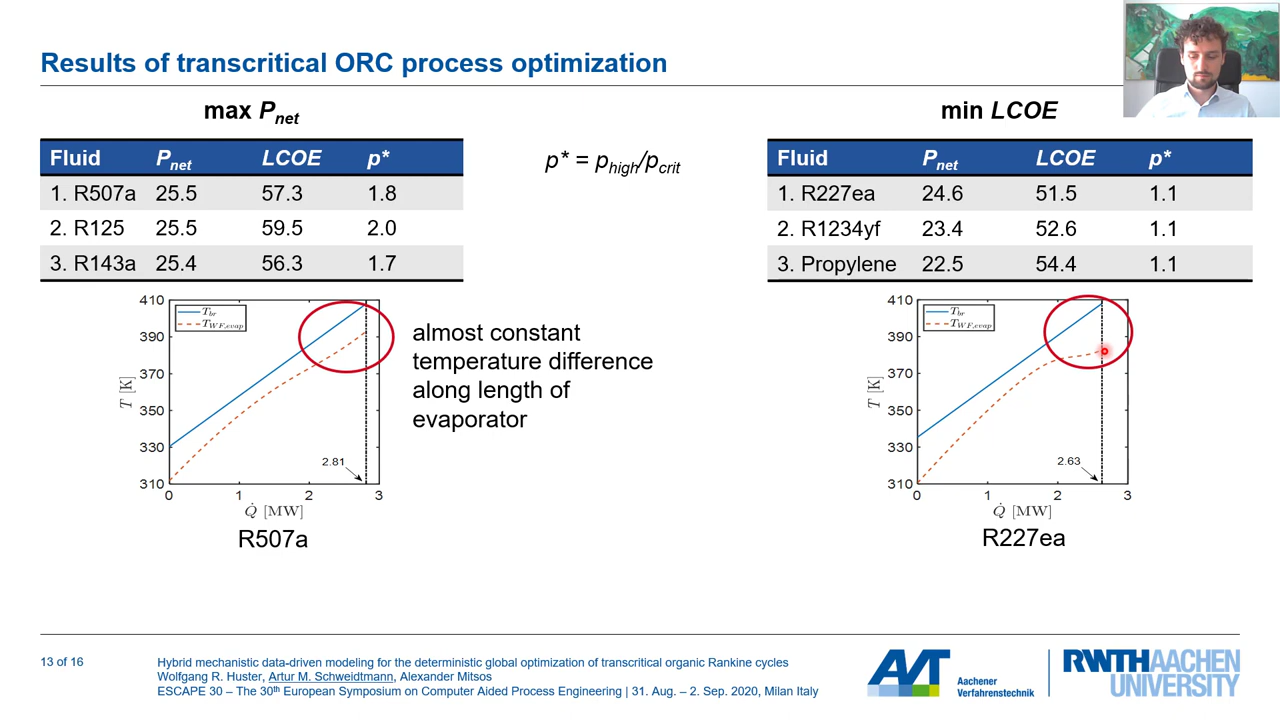 Results of transcritical ORC process optimization
max Pnet
Fluid Pnet LCOE p*
1. R507a 25.5 57.3 1.8
2. R125 25.5 59.5 2.0
3. R143a 25.4 56.3 1.7
p* = phigh/pcrit
min LCOE
Fluid Pnet LCOE p*
1. R227ea 24.6 51.5 1.1
2. R1234yf 23.4 52.6 1.1
3. Propylene 22.5 54.4 1.1
410
390
370
350
330
310
T [K]
Tbr
TWF,evap
2.81
0 1 2 3
Q̇ [MW]
R507a
almost constant
temperature difference
along length of
evaporator
410
390
370
350
330
310
T [K]
Tbr
TWF,evap
2.63
0 1 2 3
Q̇ [MW]
R227ea
13 of 16
Hybrid mechanistic data-driven modeling for the deterministic global optimization of transcritical organic Rankine cycles
Wolfgang R. Huster, Artur M. Schweidtmann, Alexander Mitsos
ESCAPE 30 – The 30th European Symposium on Computer Aided Process Engineering | 31. Aug. – 2. Sep. 2020, Milan Italy
AVT
Aachener
Verfahrenstechnik
RWTH AACHEN
UNIVERSITY